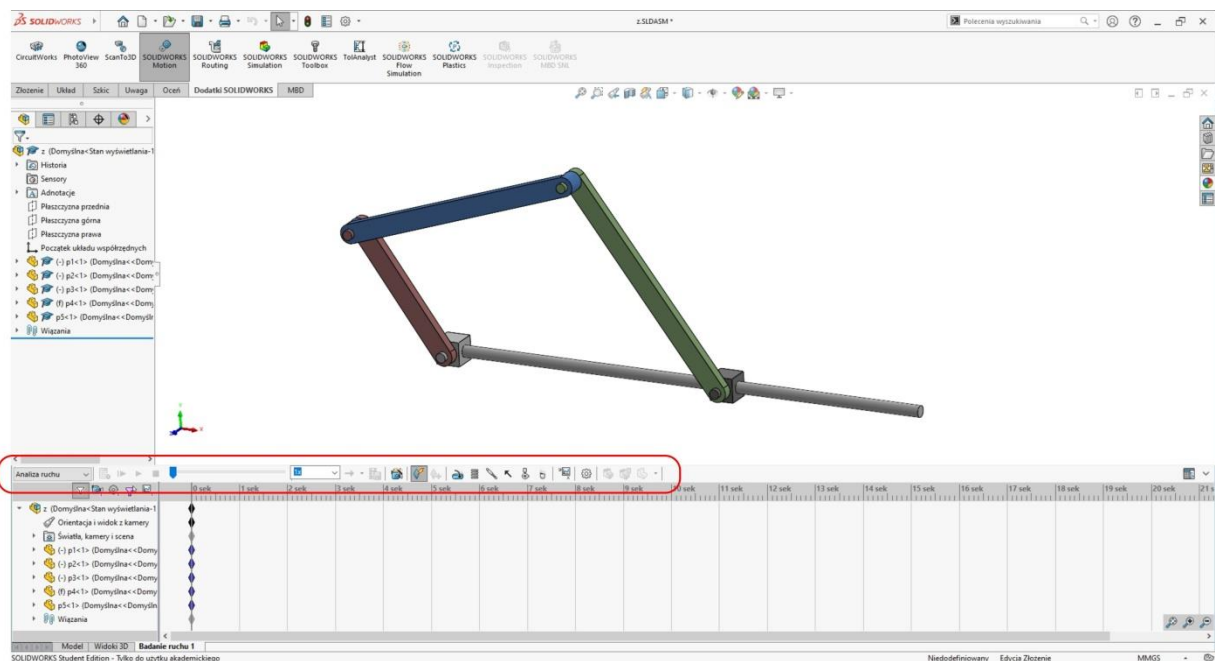 SOLIDWORKS
z.SLDASM *
Polecenia wyszukiwania
CircuitWorks
PhotoView 360
ScanTo3D
SOLIDWORKS Motion
SOLIDWORKS Routing
SOLIDWORKS Simulation
SOLIDWORKS Toolbox
TolAnalyst
SOLIDWORKS Flow Simulation
SOLIDWORKS Plastics
SOLIDWORKS Inspection
SOLIDWORKS MBD SNL
Złożenie Układ Szkic Uwaga Oceń Dodatki SOLIDWORKS MBD
z (Domyślna<Stan wyświetlania-1
Historia
Sensory
Adnotacje
Płaszczyzna przednia
Płaszczyzna górna
Płaszczyzna prawa
Początek układu współrzędnych
(-) p1<1> (Domyślna<<Domy
(-) p2<1> (Domyślna<<Domy
(-) p3<1> (Domyślna<<Domy
(f) p4<1> (Domyślna<<Domy
p5<1> (Domyślna<<Domyśln
Wiązania
Analiza ruchu
0 sek 1 sek 2 sek 3 sek 4 sek 5 sek 6 sek 7 sek 8 sek 9 sek 10 sek 11 sek 12 sek 13 sek 14 sek 15 sek 16 sek 17 sek 18 sek 19 sek 20 sek 21 s
z (Domyślna<Stan wyświetlania-1
Orientacja i widok z kamery
Światła, kamery i scena
(-) p1<1> (Domyślna<<Domy
(-) p2<1> (Domyślna<<Domy
(-) p3<1> (Domyślna<<Domy
(f) p4<1> (Domyślna<<Domy
p5<1> (Domyślna<<Domyśln
Wiązania
Model Widoki 3D Badanie ruchu 1
SOLIDWORKS Student Edition - Tylko do użytku akademickiego
Niedodefiniowany Edycja Złożenie MMGS